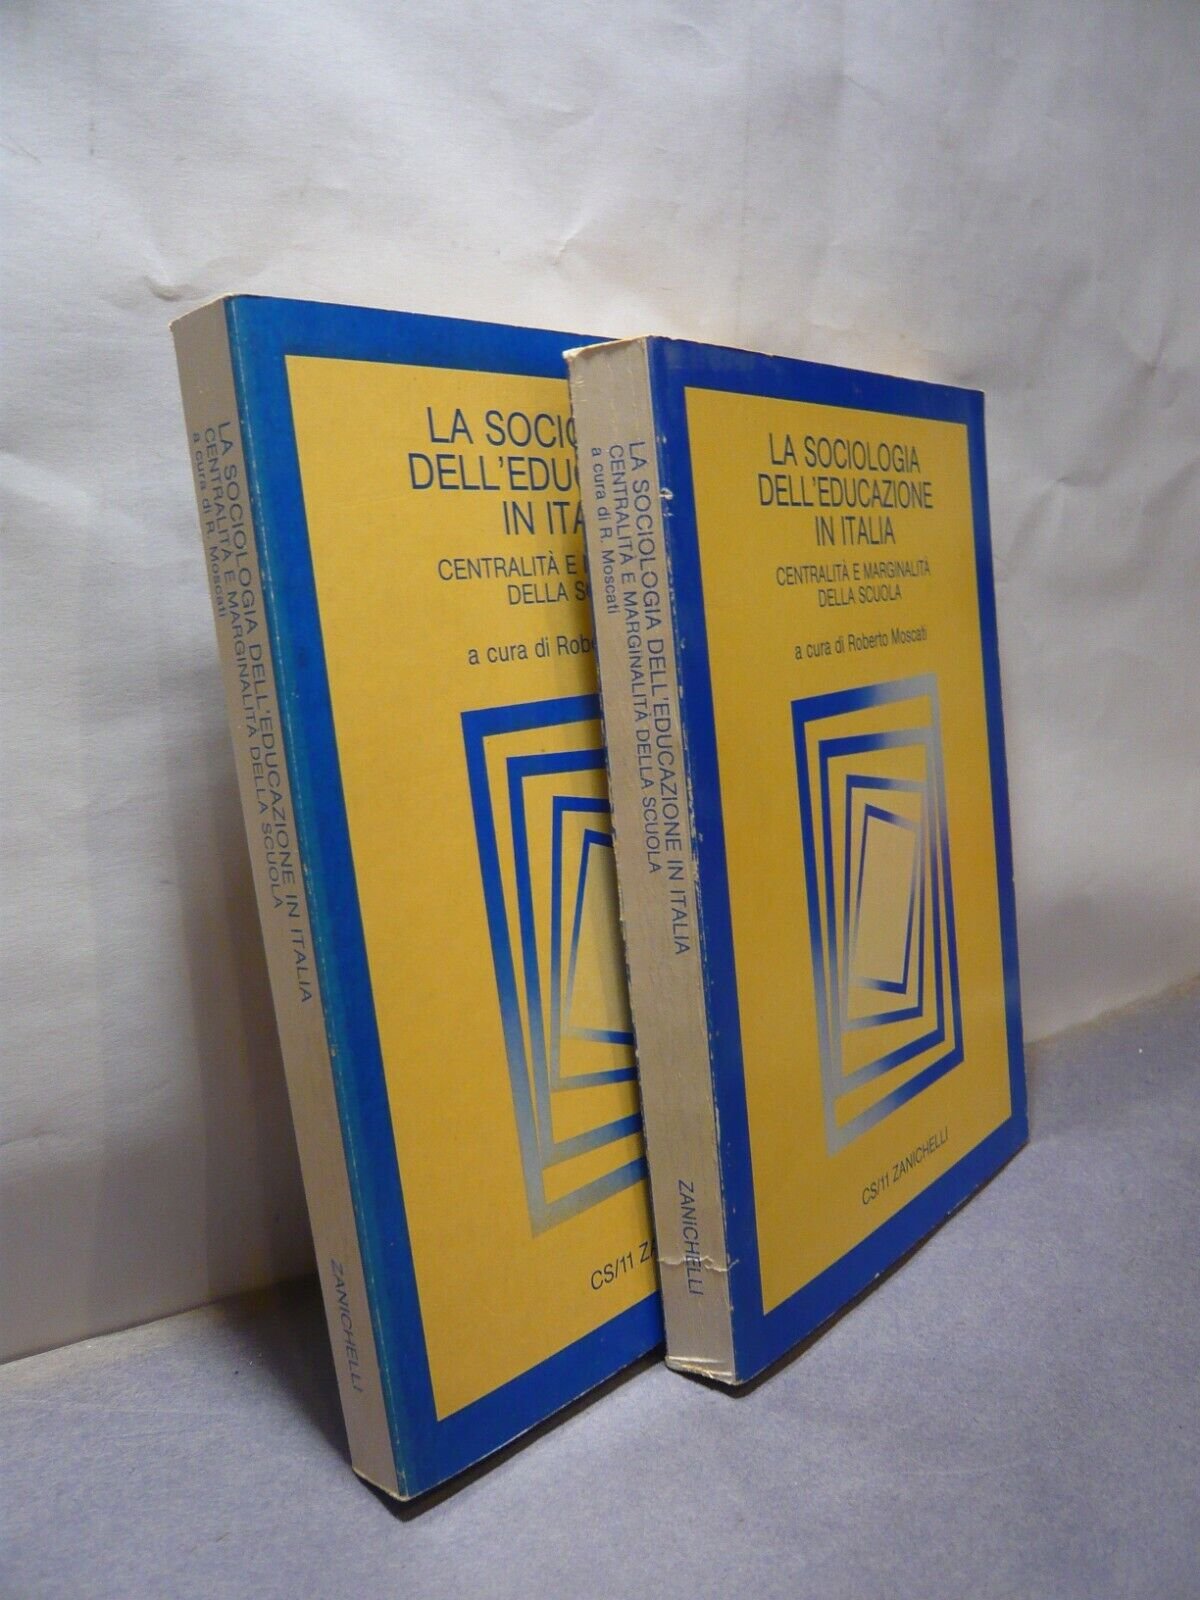 LA SOCIOLOGIA DELL'EDUCAZIONE IN ITALIA
CENTRALITÀ E MARGINALITÀ DELLA SCUOLA
a cura di R. Moscati
ZANICHELLI
LA SOCIO
DELL'EDUC
IN ITA
CENTRALITÀ E
DELLA SC
a cura di Robe
CS/11 ZA
LA SOCIOLOGIA DELL'EDUCAZIONE IN ITALIA
CENTRALITÀ E MARGINALITÀ DELLA SCUOLA
a cura di R. Moscati
ZANICHELLI
LA SOCIOLOGIA
DELL'EDUCAZIONE
IN ITALIA
CENTRALITÀ E MARGINALITÀ
DELLA SCUOLA
a cura di Roberto Moscati
CS/11 ZANICHELLI